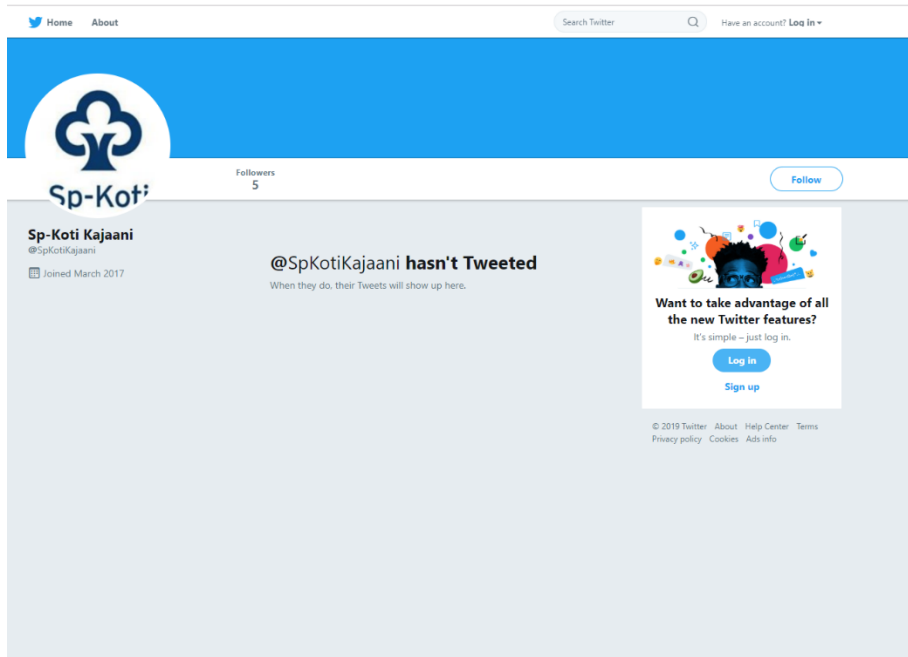 Home About
Search Twitter
Have an account? Log in
Sp-Koti
Followers
5
Follow
Sp-Koti Kajaani
@SpKotiKajaani
Joined March 2017
@SpKotiKajaani hasn't Tweeted
When they do, their Tweets will show up here.
Want to take advantage of all
the new Twitter features?
It's simple – just log in.
Log in
Sign up
© 2019 Twitter About Help Center Terms
Privacy policy Cookies Ads info